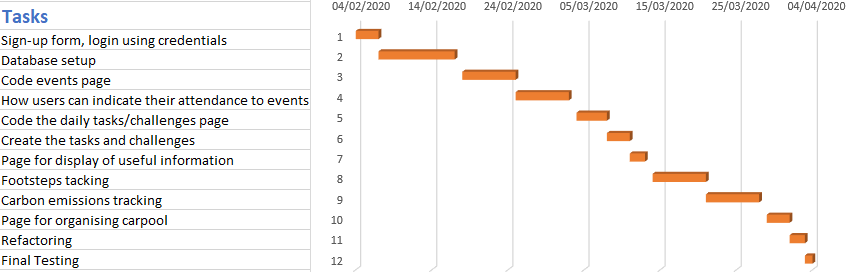 Tasks
04/02/2020 14/02/2020 24/02/2020 05/03/2020 15/03/2020 25/03/2020 04/04/2020
Sign-up form, login using credentials 1
Database setup 2
Code events page 3
How users can indicate their attendance to events 4
Code the daily tasks/challenges page 5
Create the tasks and challenges 6
Page for display of useful information 7
Footsteps tacking 8
Carbon emissions tracking 9
Page for organising carpool 10
Refactoring 11
Final Testing 12